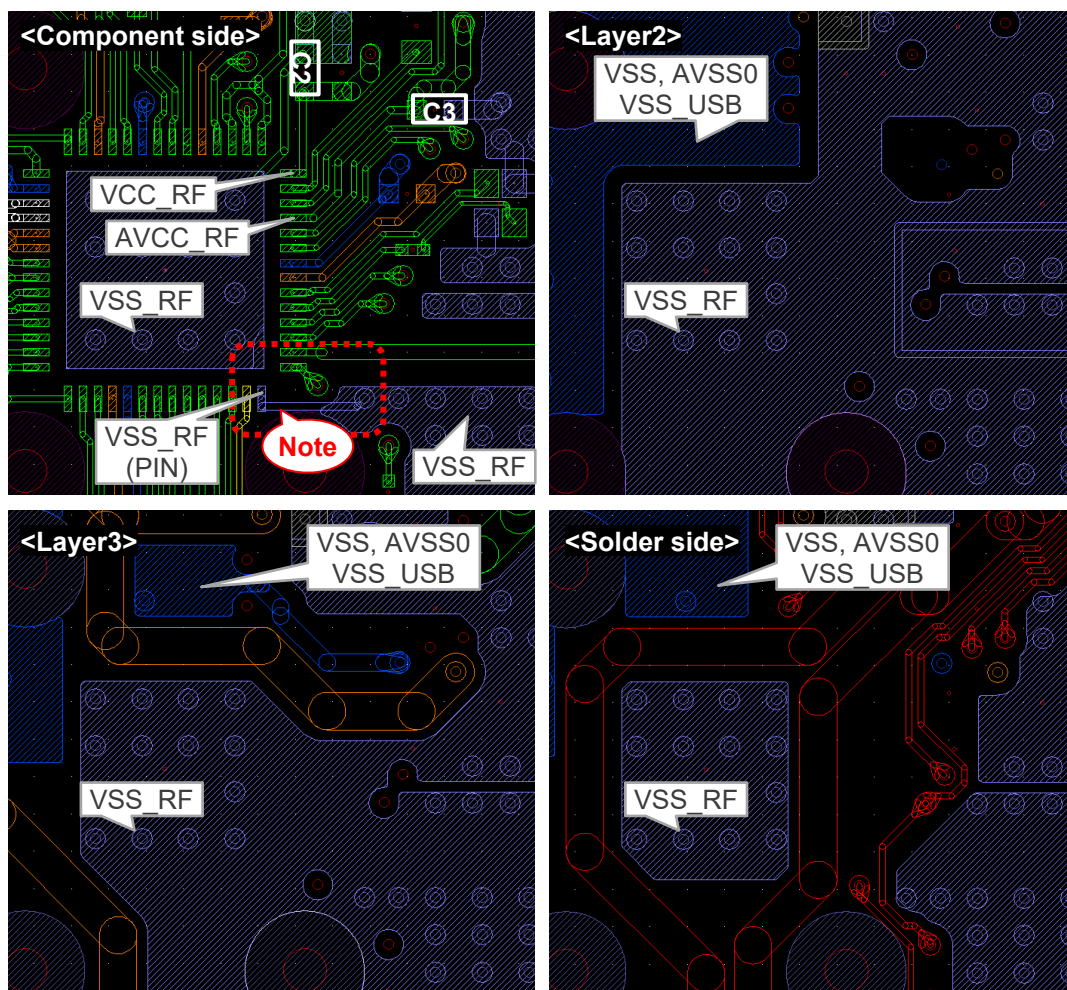 <Component side>
C2
C3
VCC_RF
AVCC_RF
VSS_RF
VSS_RF
(PIN)
Note
VSS_RF
<Layer2>
VSS, AVSS0
VSS_USB
VSS_RF
<Layer3>
VSS, AVSS0
VSS_USB
VSS_RF
<Solder side>
VSS, AVSS0
VSS_USB
VSS_RF